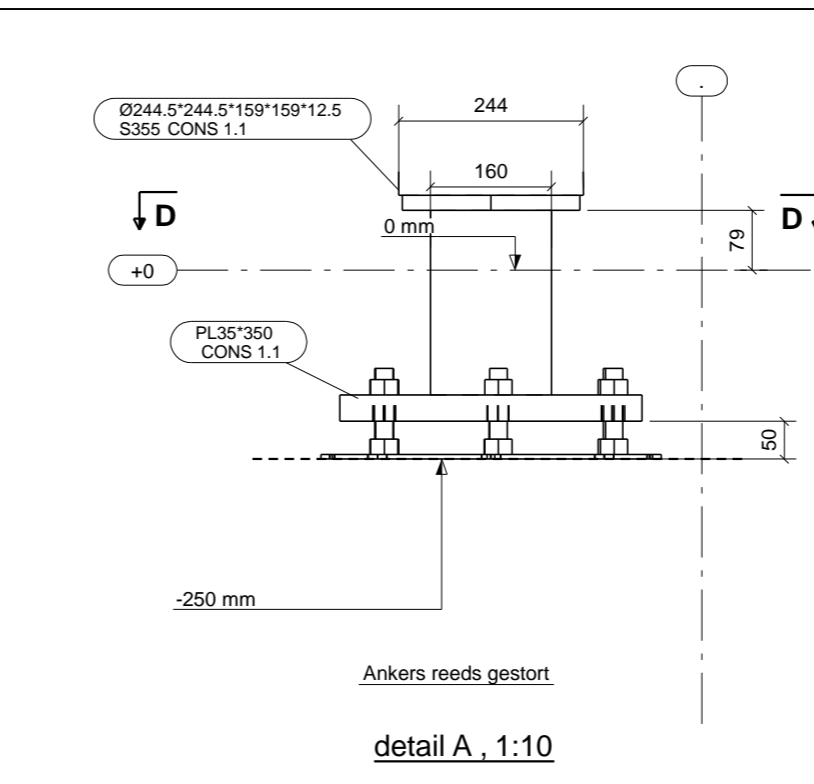 .
Ø244.5*244.5*159*159*12.5
S355 CONS 1.1
244
160
D
D
0 mm
79
+0
PL35*350
CONS 1.1
50
-250 mm
Ankers reeds gestort
detail A , 1:10